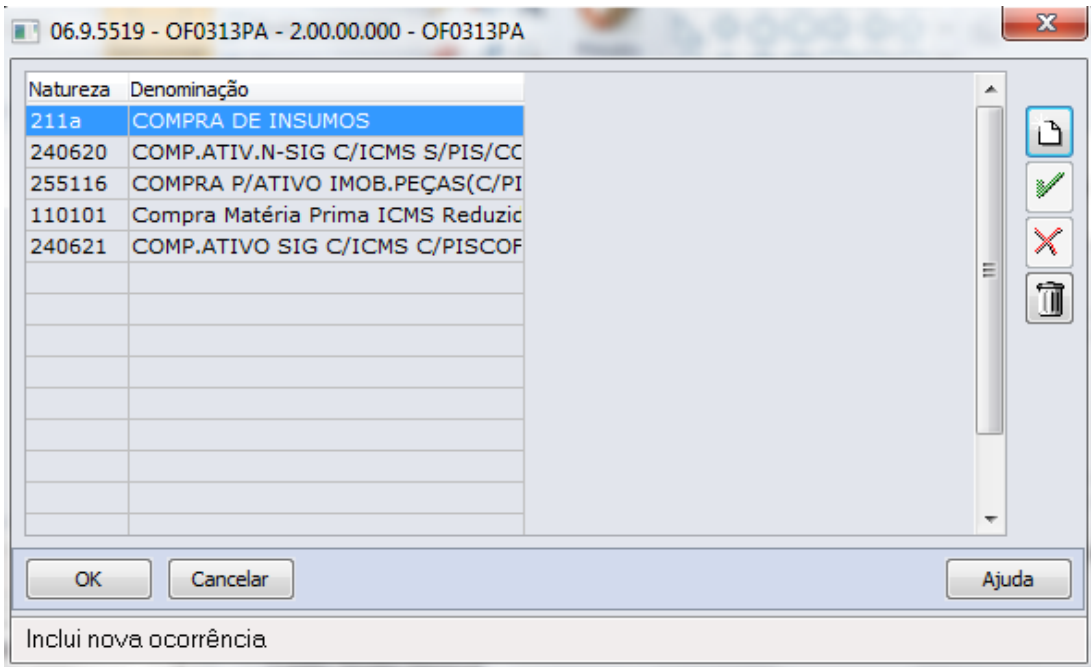 06.9.5519 - OF0313PA - 2.00.00.000 - OF0313PA
Natureza Denominação
211a COMPRA DE INSUMOS
240620 COMP.ATIV.N-SIG C/ICMS S/PIS/CC
255116 COMPRA P/ATIVO IMOB.PEÇAS(C/PI
110101 Compra Matéria Prima ICMS Reduzic
240621 COMP.ATIVO SIG C/ICMS C/PISCOF
OK Cancelar Ajuda
Inclui nova ocorrência